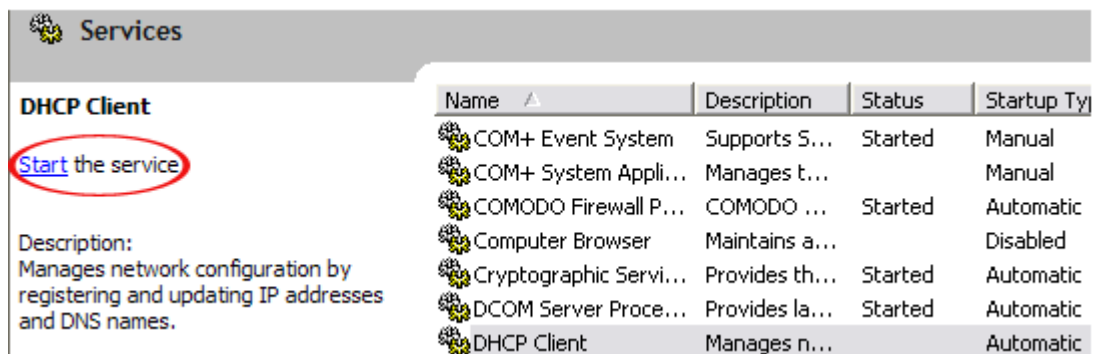 Services
DHCP Client
Start the service
Description:
Manages network configuration by
registering and updating IP addresses
and DNS names.
Name Description Status Startup Ty
COM+ Event System Supports S... Started Manual
COM+ System Appli... Manages t... Manual
COMODO Firewall P... COMODO ... Started Automatic
Computer Browser Maintains a... Disabled
Cryptographic Servi... Provides th... Started Automatic
DCOM Server Proce... Provides la... Started Automatic
DHCP Client Manages n... Automatic